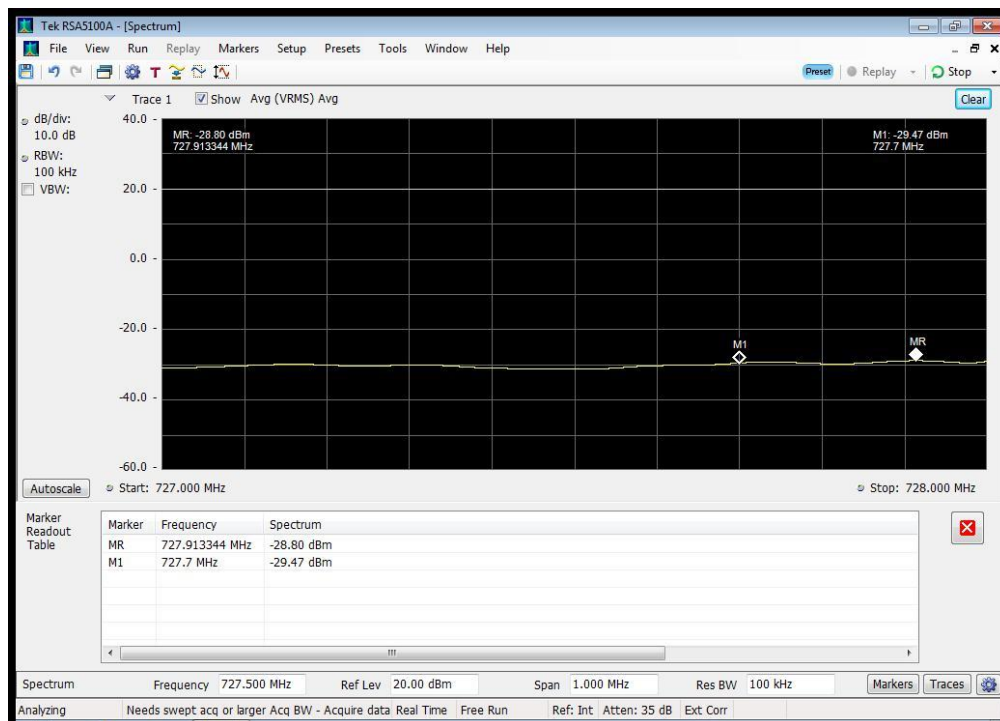 Tek RSA5100A - [Spectrum]
File View Run Replay Markers Setup Presets Tools Window Help
T Preset Replay Stop
Trace 1 Show Avg (VRMS) Avg Clear
dB/div:
10.0 dB
RBW:
100 kHz
VBW:
40.0
20.0
0.0
-20.0
-40.0
-60.0
MR: -28.80 dBm
727.913344 MHz
M1: -29.47 dBm
727.7 MHz
M1
MR
Autoscale Start: 727.000 MHz Stop: 728.000 MHz
Marker
Readout
Table
Marker Frequency Spectrum
MR 727.913344 MHz -28.80 dBm
M1 727.7 MHz -29.47 dBm
Spectrum Frequency 727.500 MHz Ref Lev 20.00 dBm Span 1.000 MHz Res BW 100 kHz Markers Traces
Analyzing Needs swept acq or larger Acq BW - Acquire data Real Time Free Run Ref: Int Atten: 35 dB Ext Corr